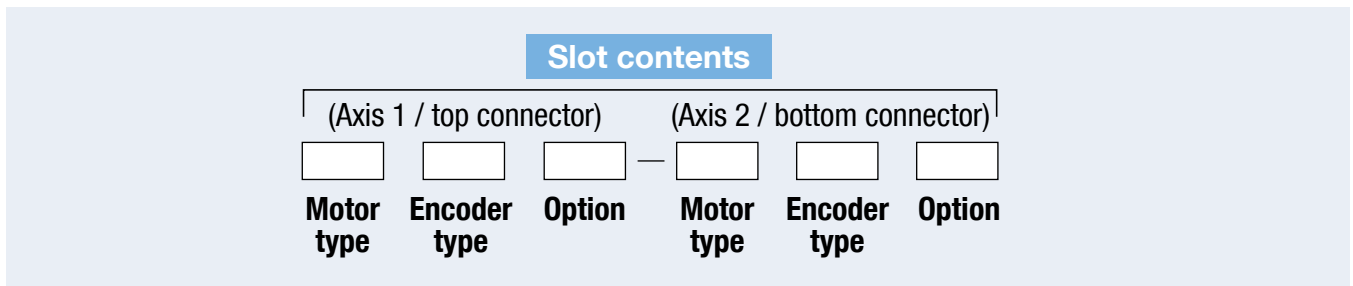 Slot contents
(Axis 1 / top connector) (Axis 2 / bottom connector)
—
Motor type Encoder type Option Motor type Encoder type Option